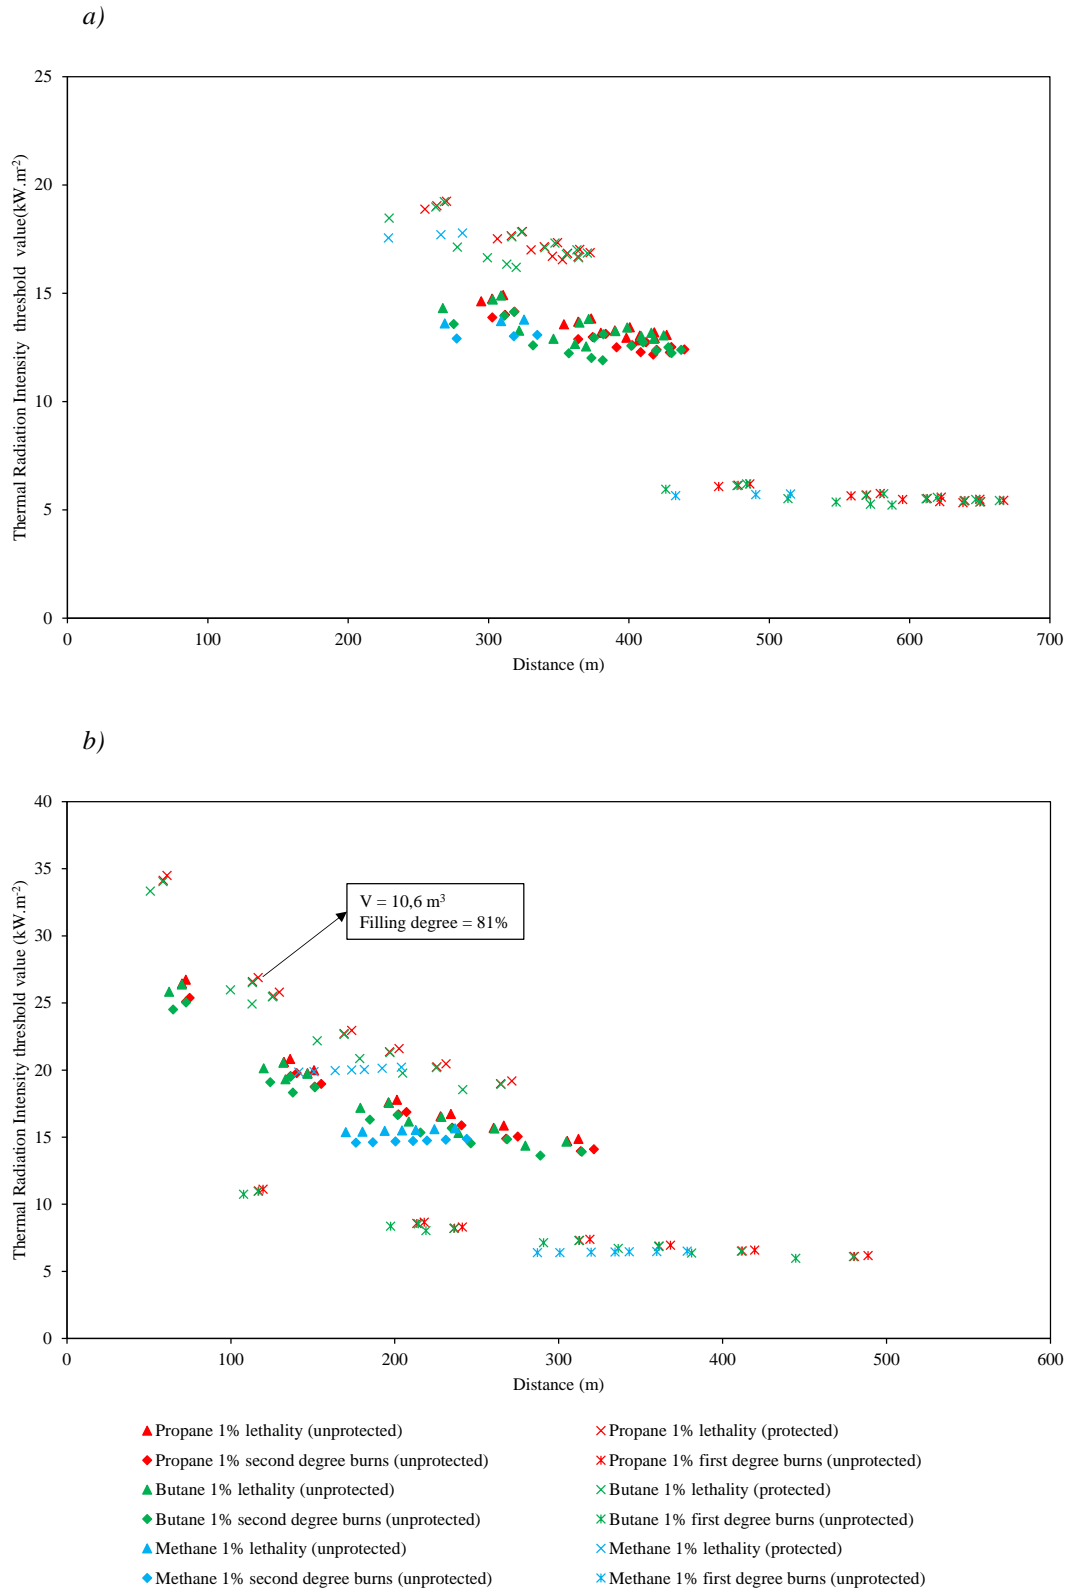 a)
25
20
15
10
5
0
0 100 200 300 400 500 600 700
Thermal Radiation Intensity threshold value(kW.m-2)
Distance (m)
b)
40
35
30
25
20
15
10
5
0
0 100 200 300 400 500 600
Thermal Radiation Intensity threshold value (kW.m-2)
V = 10,6 m³
Filling degree = 81%
Distance (m)
Propane 1% lethality (unprotected)
Propane 1% lethality (protected)
Propane 1% second degree burns (unprotected)
Propane 1% first degree burns (unprotected)
Butane 1% lethality (unprotected)
Butane 1% lethality (protected)
Butane 1% second degree burns (unprotected)
Butane 1% first degree burns (unprotected)
Methane 1% lethality (unprotected)
Methane 1% lethality (protected)
Methane 1% second degree burns (unprotected)
Methane 1% first degree burns (unprotected)